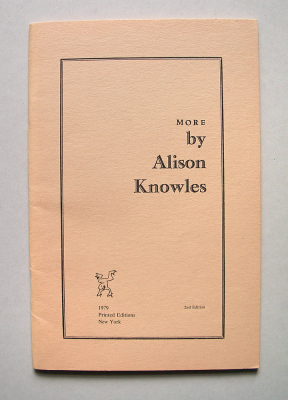 MORE
by
Alison
Knowles
1979
Printed Editions
New York
2nd Edition